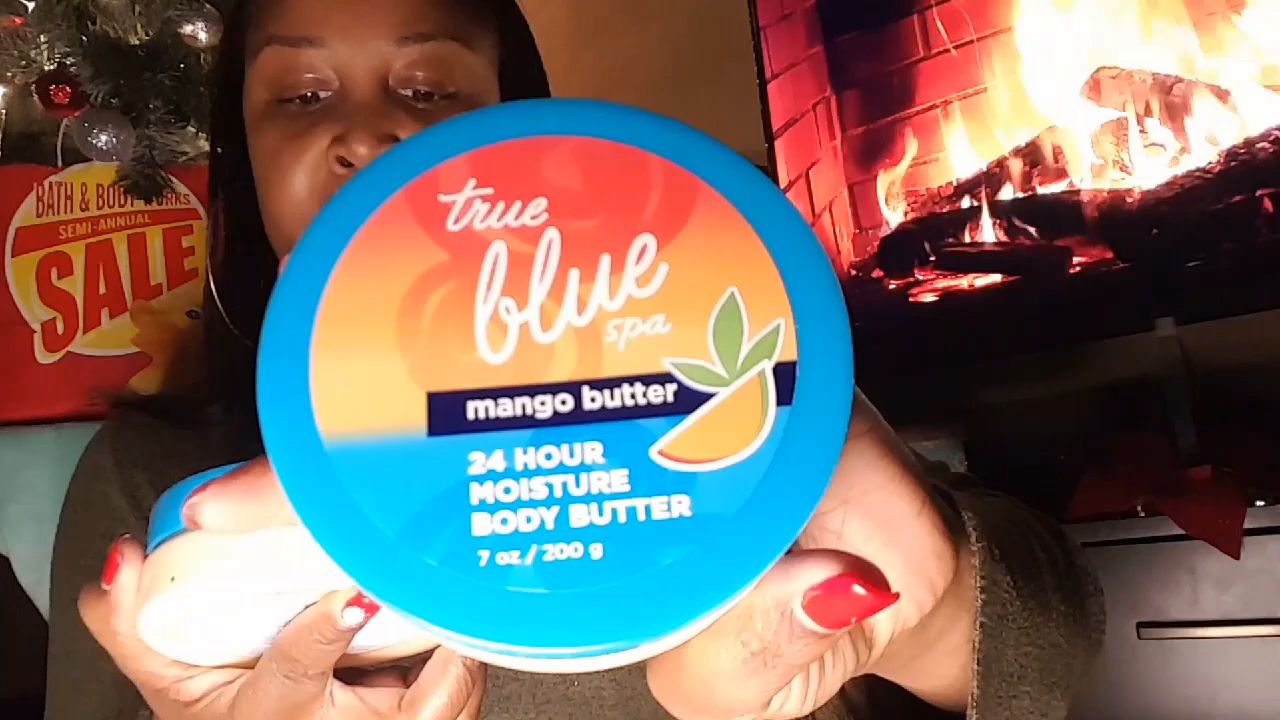 BATH & BODY WORKS
SEMI-ANNUAL
SALE
true
blue
spa
mango butter
24 HOUR
MOISTURE
BODY BUTTER
7 oz / 200 g